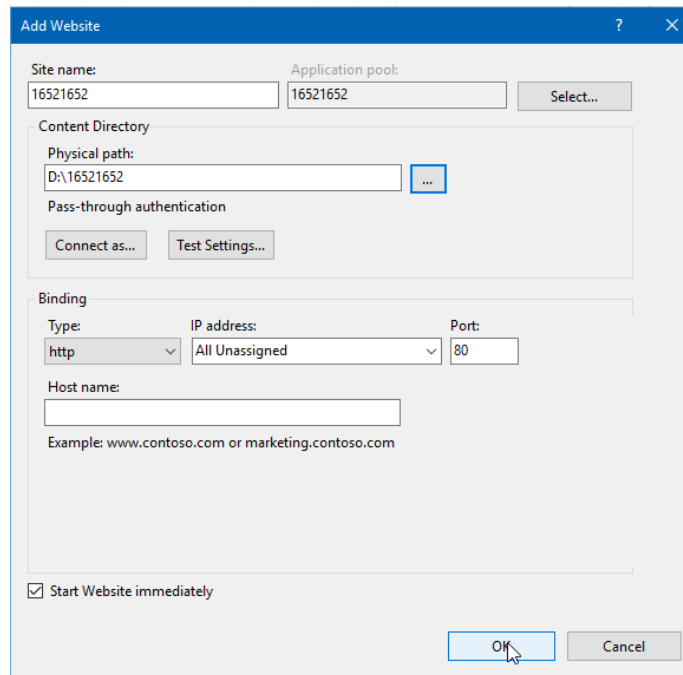 Add Website
Site name:
Application pool:
16521652
16521652
Select...
Content Directory
Physical path:
D:\16521652
...
Pass-through authentication
Connect as...
Test Settings...
Binding
Type:
IP address:
Port:
http
All Unassigned
80
Host name:
Example: www.contoso.com or marketing.contoso.com
Start Website immediately
OK
Cancel